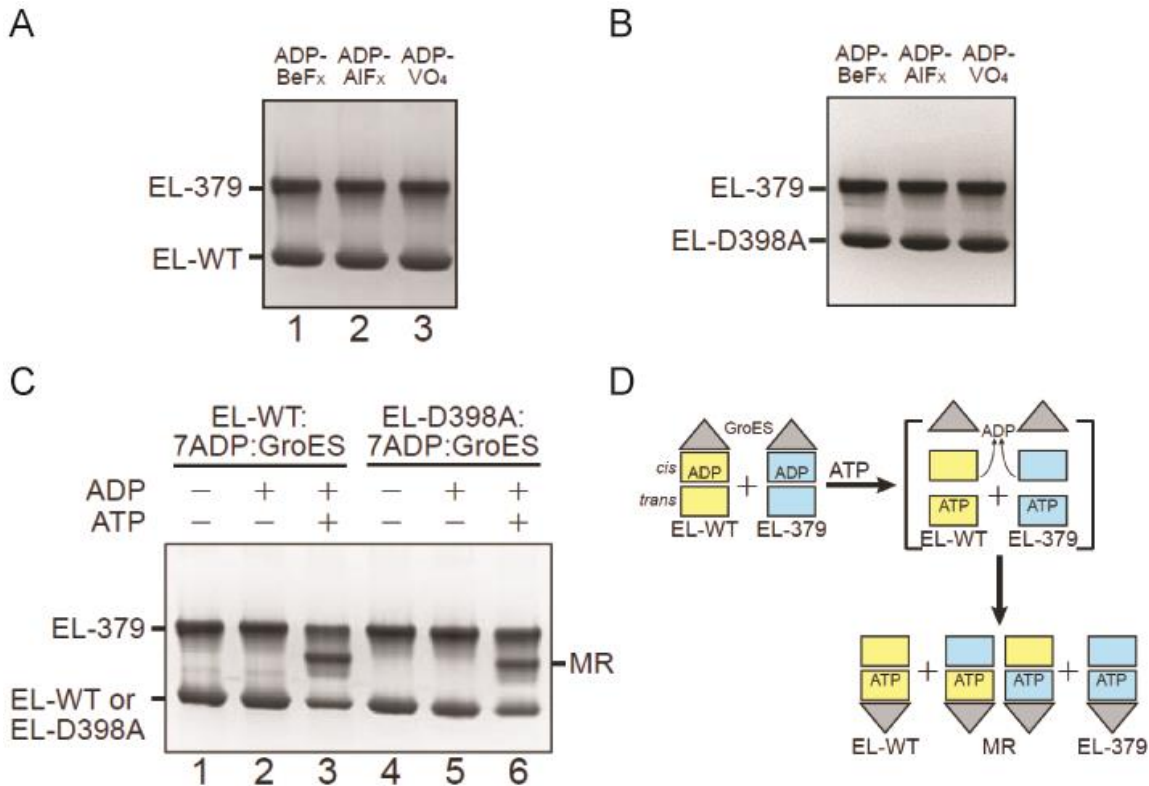 A
ADP- ADP- ADP-
BeFx AlFx VO4
EL-379
EL-WT
1 2 3
B
ADP- ADP- ADP-
BeFx AlFx VO4
EL-379
EL-D398A
C
EL-WT: EL-D398A:
7ADP:GroES 7ADP:GroES
ADP − + + − + +
ATP − − + − − +
EL-379
MR
EL-WT or
EL-D398A
1 2 3 4 5 6
D
GroES
cis ADP ADP
trans
EL-WT + EL-379
ATP
ADP
ATP + ATP
EL-WT EL-379
+ +
ATP ATP ATP ATP
EL-WT MR EL-379